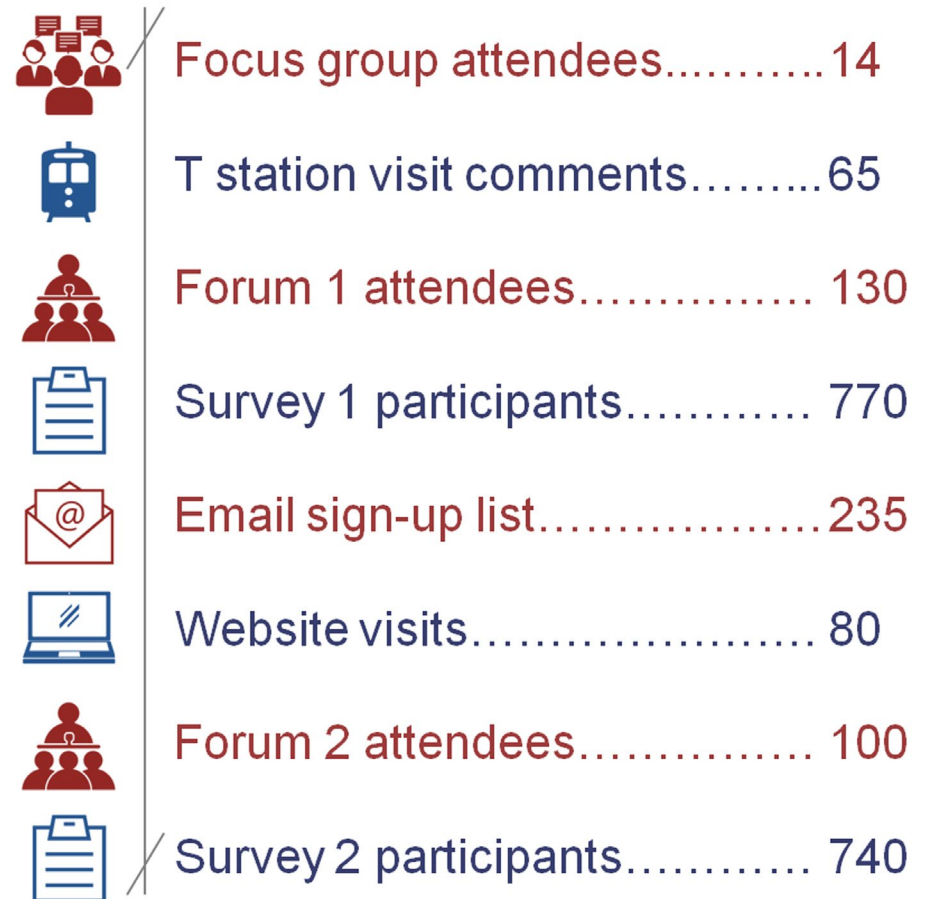 Focus group attendees...……..14
T station visit comments……...65
Forum 1 attendees…………… 130
Survey 1 participants………… 770
@
Email sign-up list………………235
Website visits………………… 80
Forum 2 attendees…………… 100
Survey 2 participants………… 740